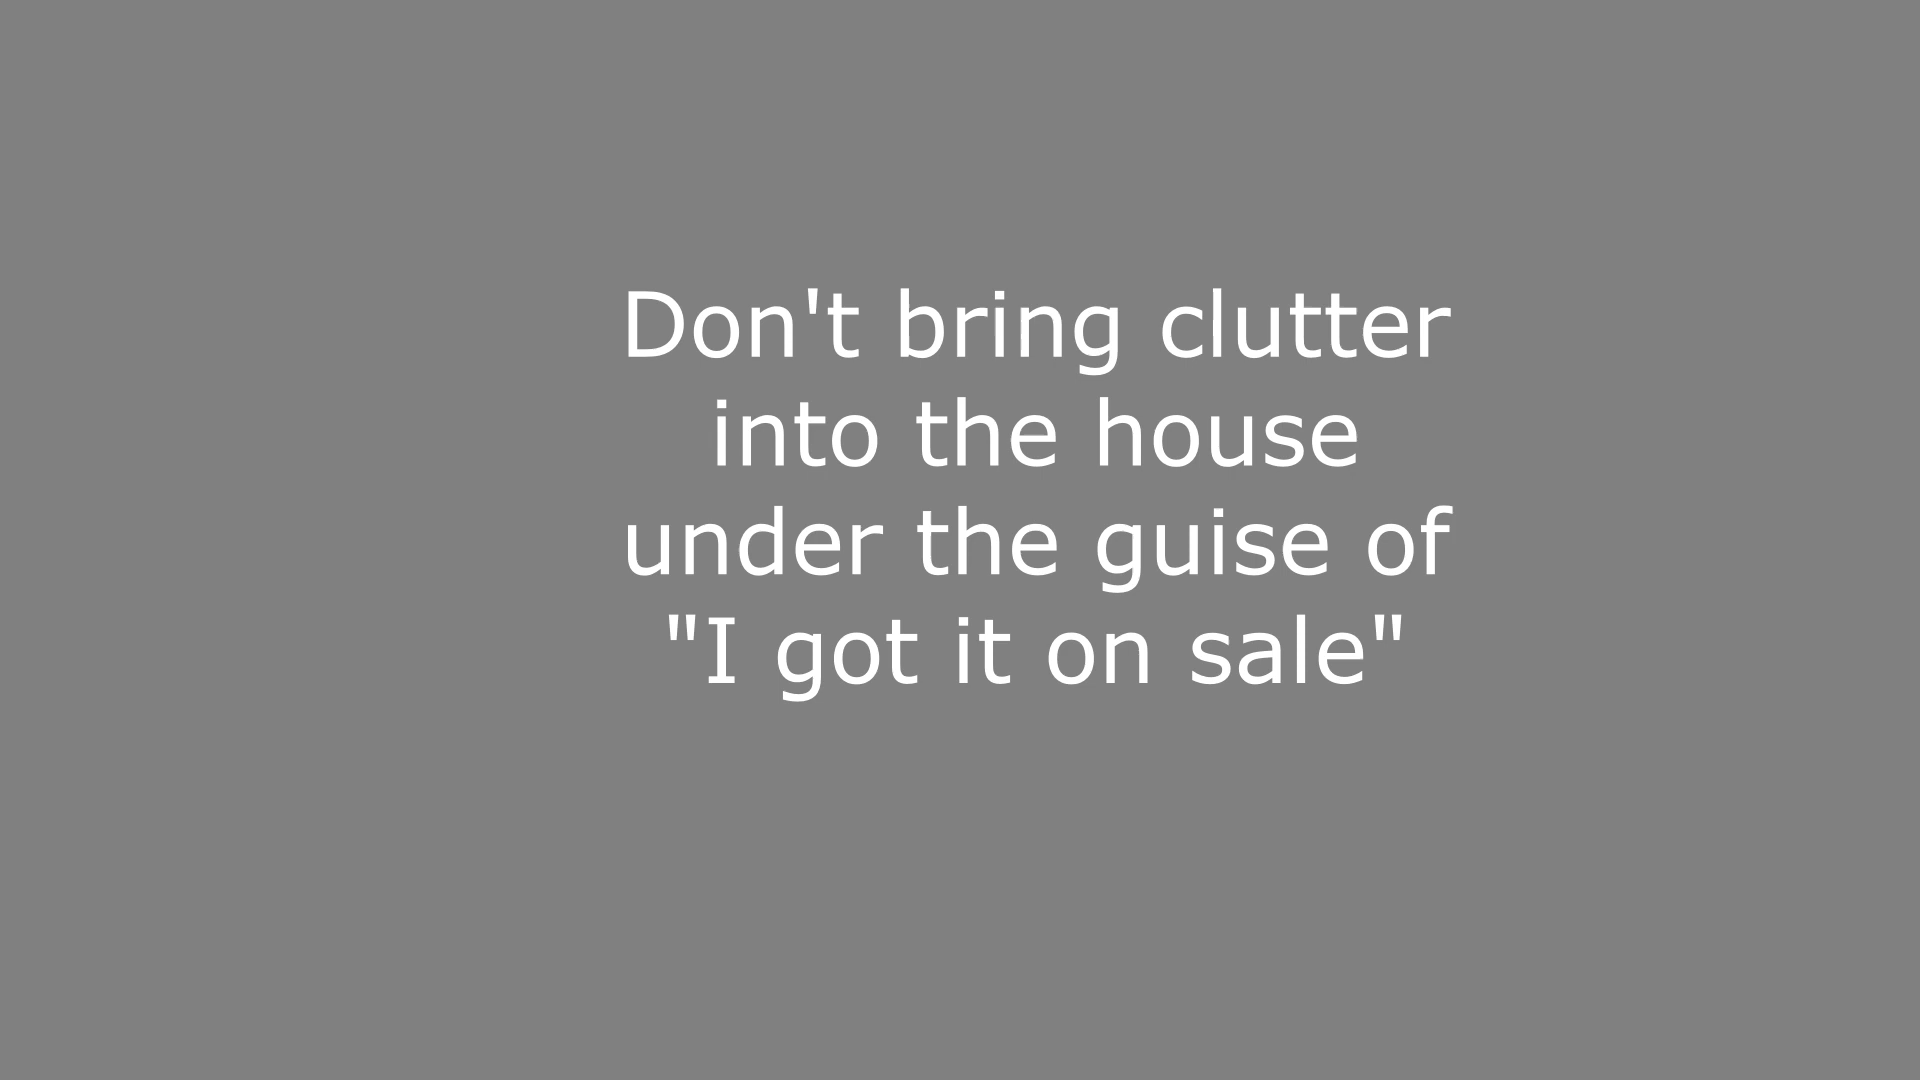 Don't bring clutter
into the house
under the guise of
"I got it on sale"